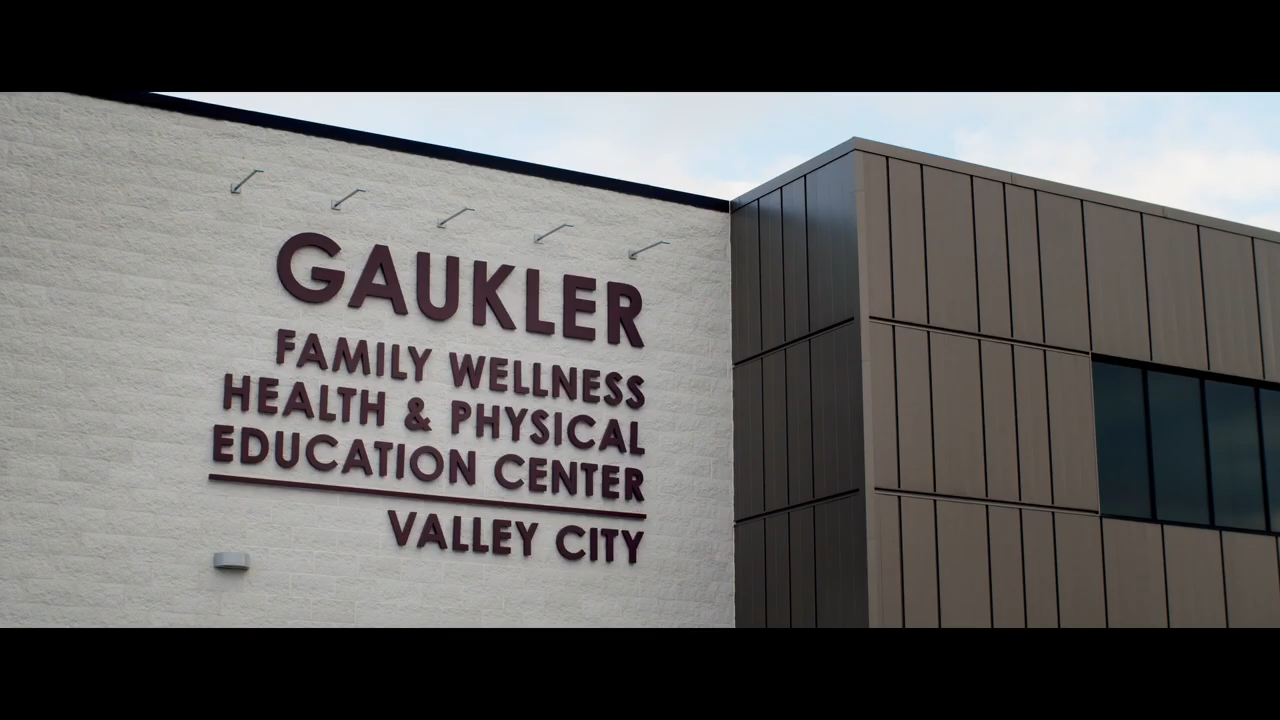 GAUKLER
FAMILY WELLNESS
HEALTH & PHYSICAL
EDUCATION CENTER
VALLEY CITY